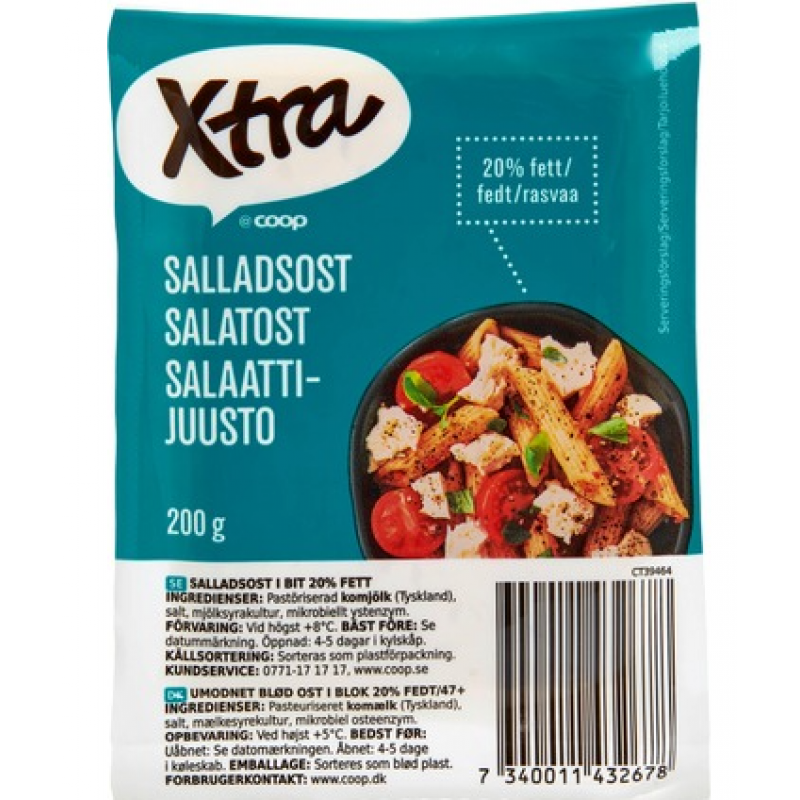 Xtra
@coop
20% fett/
fedt/rasvaa
Serveringsförslag/Serveringsforslag/Tarjoiluehdotus
SALLADSOST
SALATOST
SALAATTI-
JUUSTO
200 g
CT39464
SE SALLADSOST I BIT 20% FETT
INGREDIENSER: Pastöriserad komjölk (Tyskland),
salt, mjölksyrakultur, mikrobiellt ystenzym.
FÖRVARING: Vid högst +8°C. BÄST FÖRE: Se
datummärkning. Öppnad: 4-5 dagar i kylskåp.
KÄLLSORTERING: Sorteras som plastförpackning.
KUNDSERVICE: 0771-17 17 17, www.coop.se
DK UMODNET BLØD OST I BLOK 20% FEDT/47+
INGREDIENSER: Pasteuriseret komælk (Tyskland),
salt, mælkesyrekultur, mikrobiel osteenzym.
OPBEVARING: Ved højst +5°C. BEDST FØR:
Uåbnet: Se datomærkningen. Åbnet: 4-5 dage
i køleskab. EMBALLAGE: Sorteres som blød plast.
FORBRUGERKONTAKT: www.coop.dk
7 340011 432678